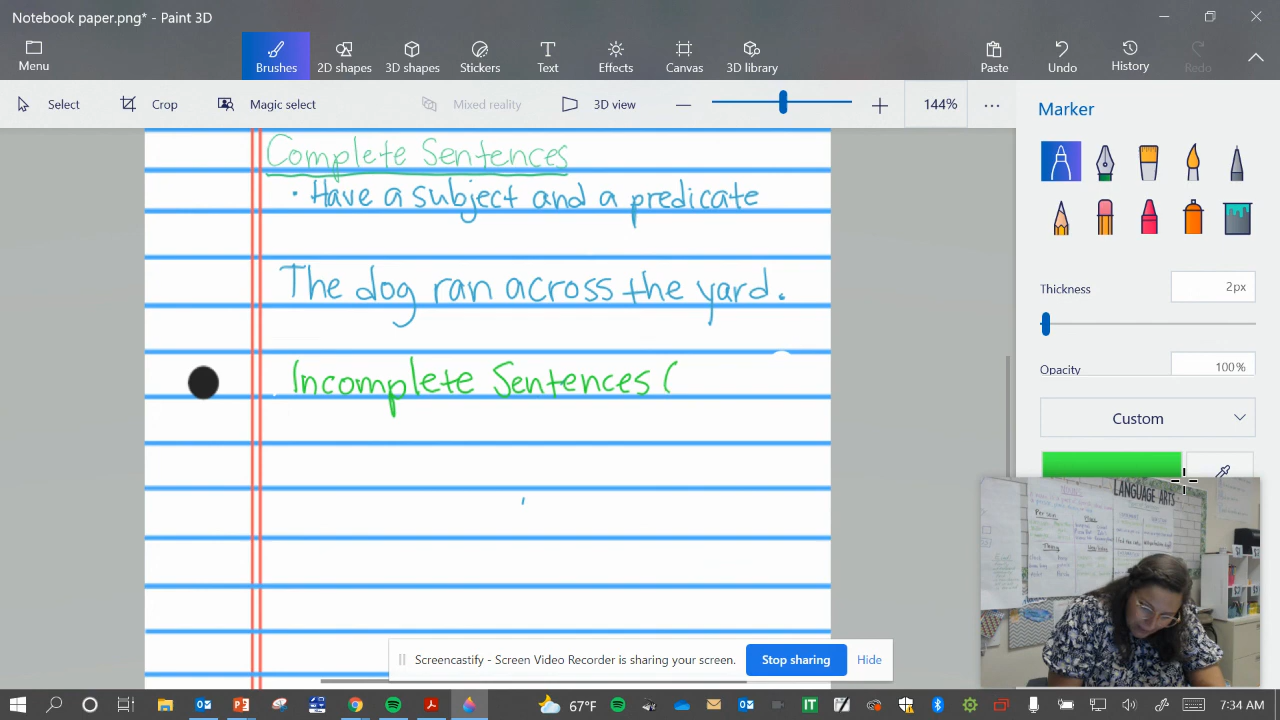 Notebook paper.png* - Paint 3D
Menu
Brushes
2D shapes
3D shapes
Stickers
Text
Effects
Canvas
3D library
Paste
Undo
History
Redo
Select
Crop
Magic select
Mixed reality
3D view
144%
Marker
Complete Sentences
· Have a subject and a predicate
The dog ran across the yard.
Incomplete Sentences (
Thickness
2px
Opacity
100%
Custom
LANGUAGE ARTS
Screencastify - Screen Video Recorder is sharing your screen.
Stop sharing
Hide
67°F
7:34 AM